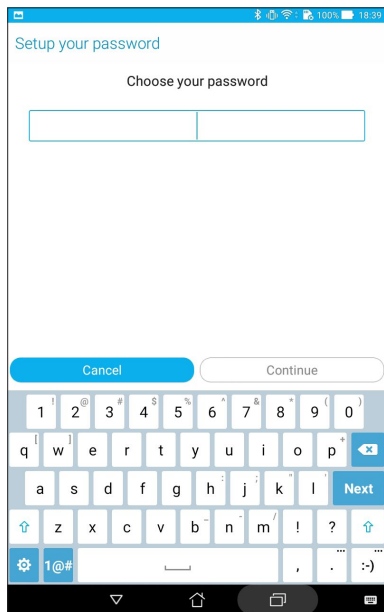 100% 18:39
Setup your password
Choose your password
Cancel Continue
! @ # $ % ^ & * ( )
1 2 3 4 5 6 7 8 9 0
[ ] +
q w e r t y u i o p
: ; " '
a s d f g h j k l Next
_ - /
z x c v b n m ! ?
1@# , . :-)